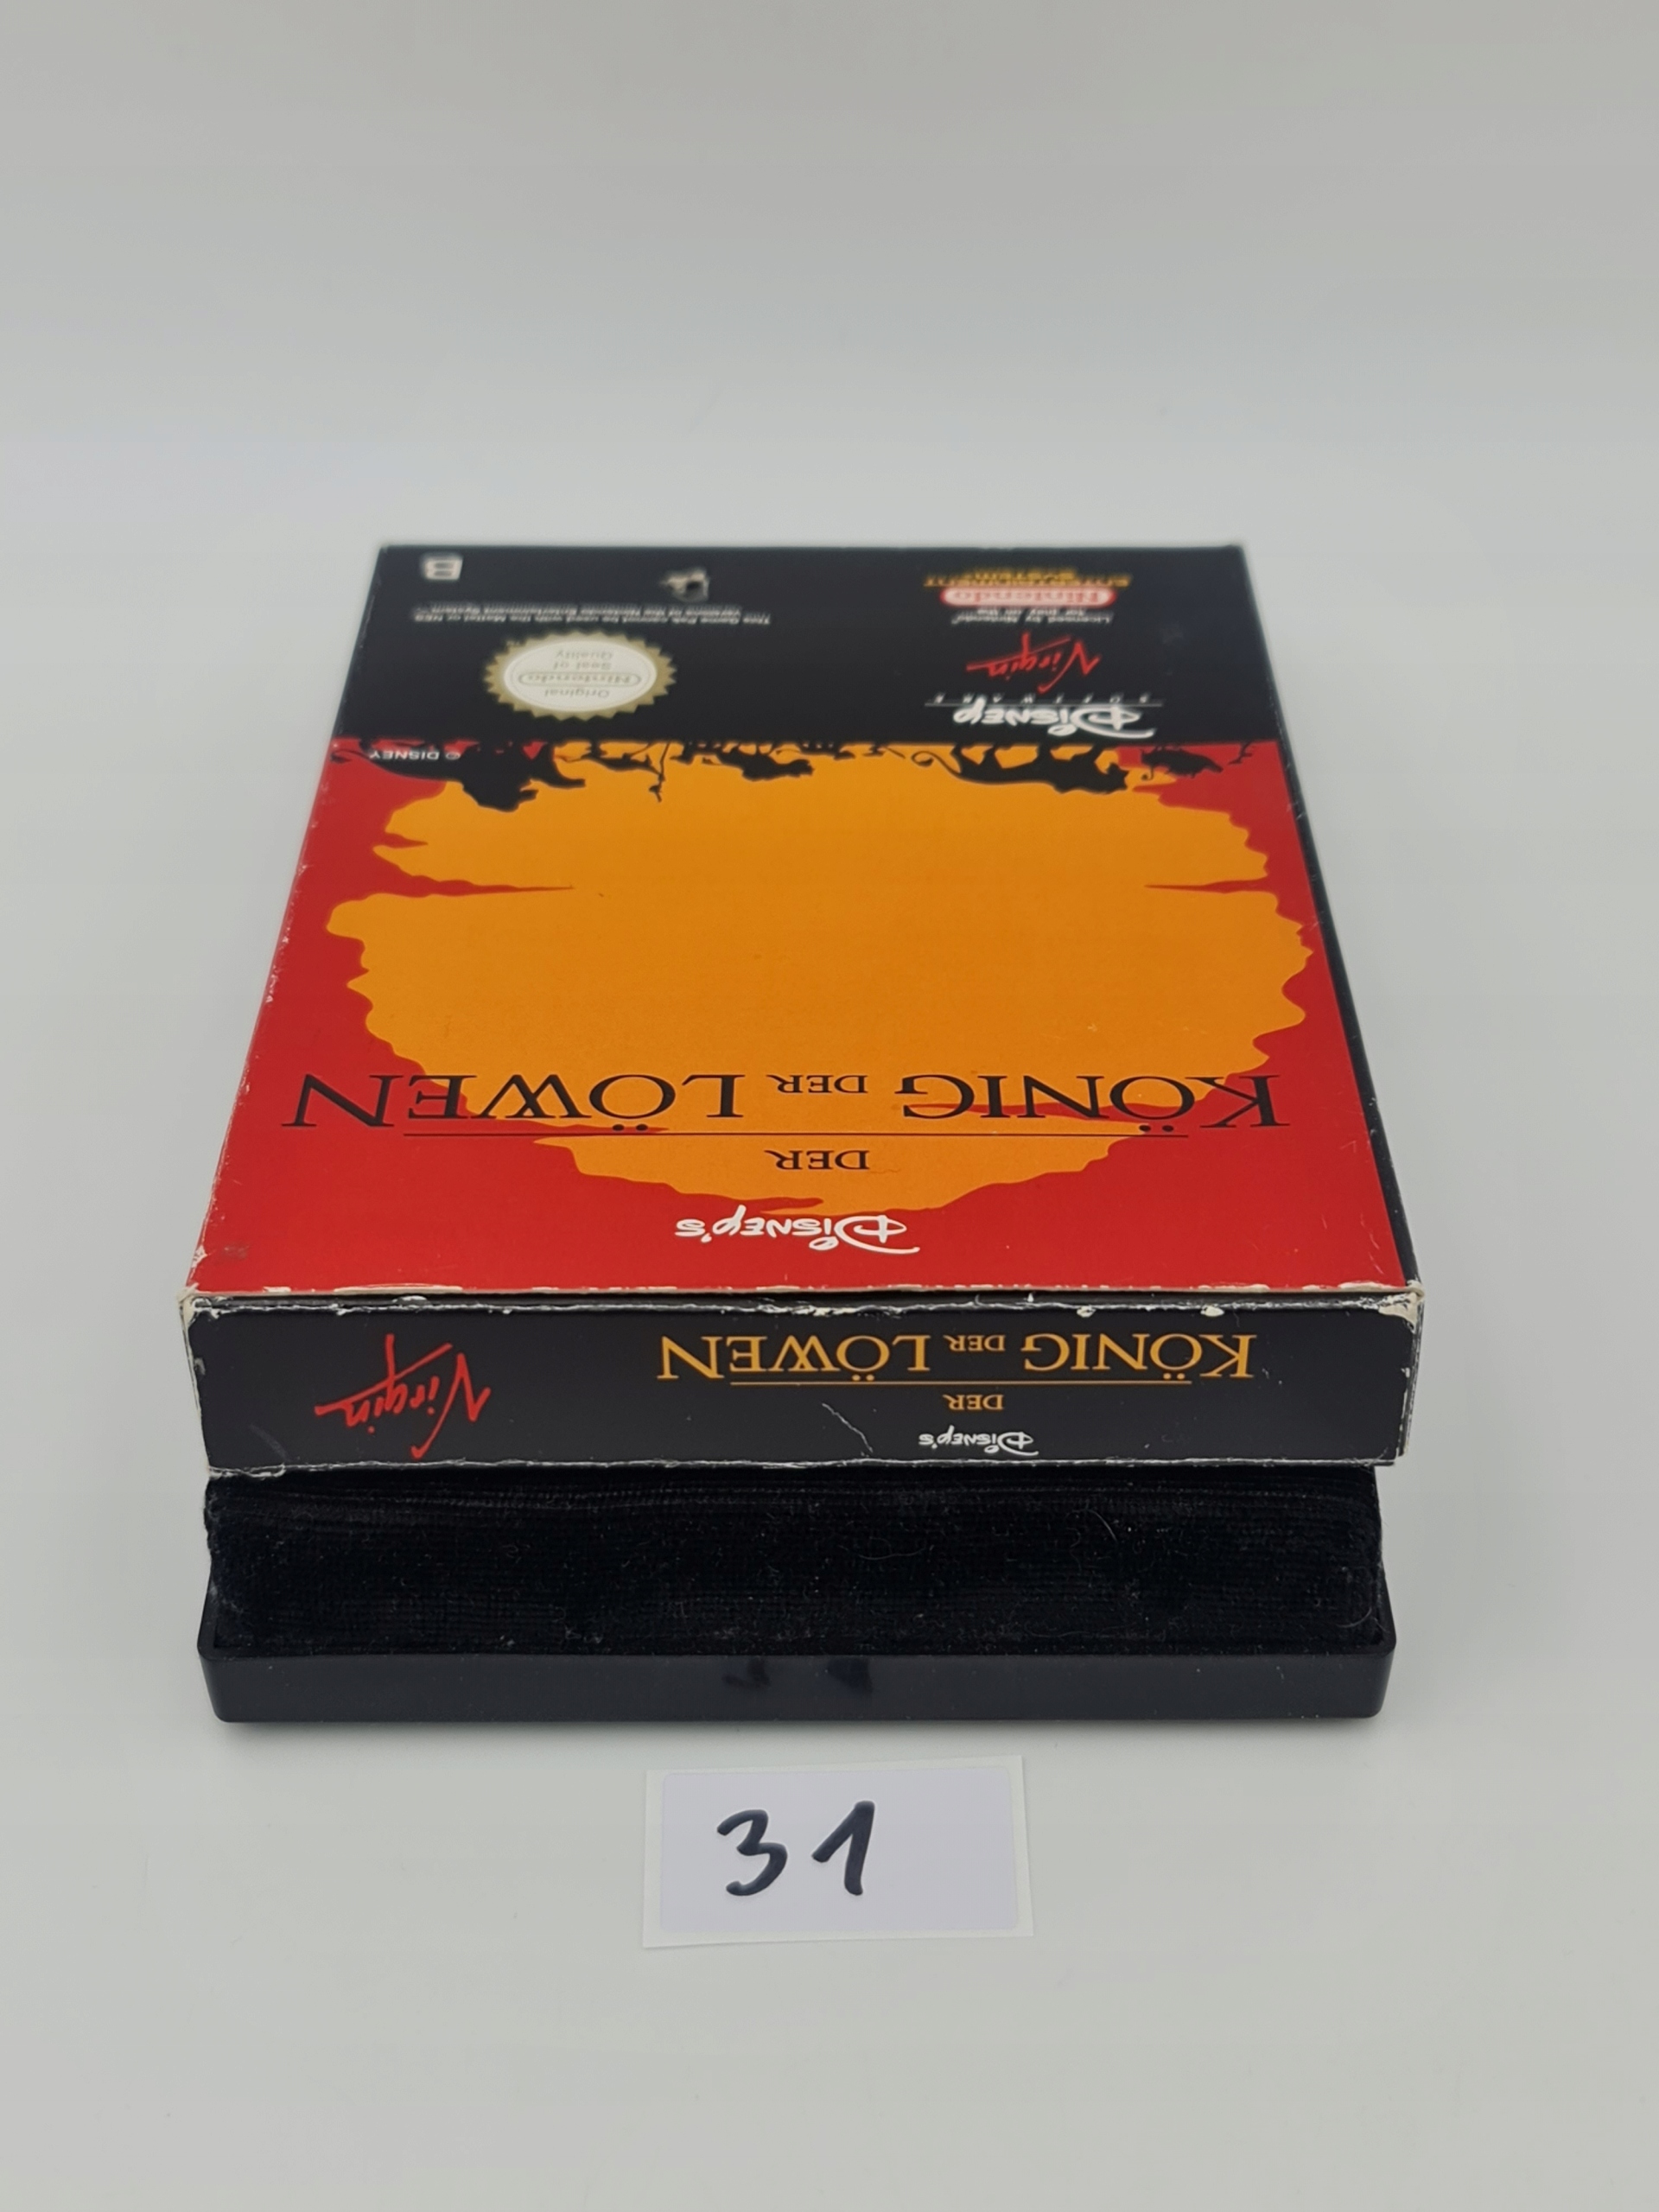 Disney's
DER
KÖNIG DER LÖWEN
© DISNEY
Disney
SOFTWARE
Virgin
Licensed by Nintendo®
for play on the
Nintendo
ENTERTAINMENT
SYSTEM™
Original
Nintendo
Seal of
Quality
This Game Pak cannot be used with the Mattel or NES
versions of the Nintendo Entertainment System™
B
Disney's
DER
KÖNIG DER LÖWEN
Virgin
31